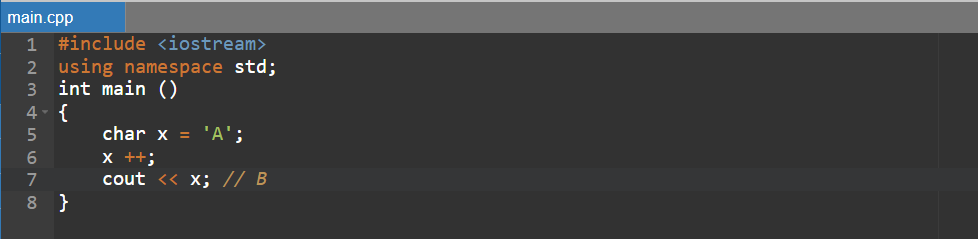 main.cpp
1 #include <iostream>
2 using namespace std;
3 int main ()
4 {
5     char x = 'A';
6     x ++;
7     cout << x; // B
8 }